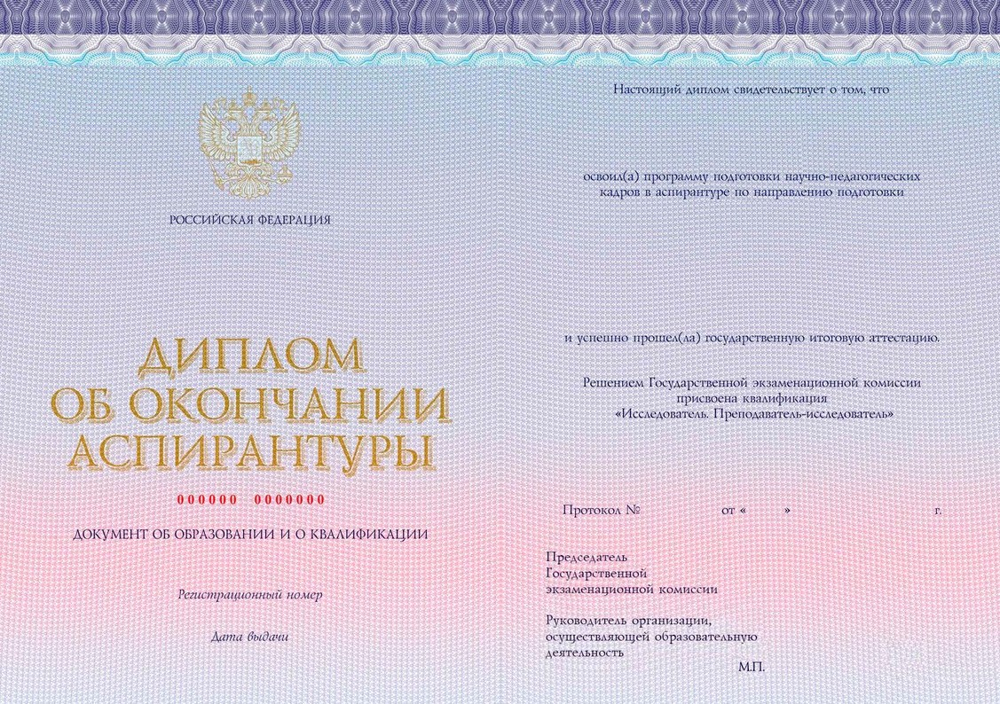 РОССИЙСКАЯ ФЕДЕРАЦИЯ
ДИПЛОМ
ОБ ОКОНЧАНИИ
АСПИРАНТУРЫ
000000 0000000
ДОКУМЕНТ ОБ ОБРАЗОВАНИИ И О КВАЛИФИКАЦИИ
Регистрационный номер
Дата выдачи
Настоящий диплом свидетельствует о том, что
освоил(а) программу подготовки научно-педагогических
кадров в аспирантуре по направлению подготовки
и успешно прошел(ла) государственную итоговую аттестацию.
Решением Государственной экзаменационной комиссии
присвоена квалификация
«Исследователь. Преподаватель-исследователь»
Протокол № от « » г.
Председатель
Государственной
экзаменационной комиссии
Руководитель организации,
осуществляющей образовательную
деятельность
М.П.